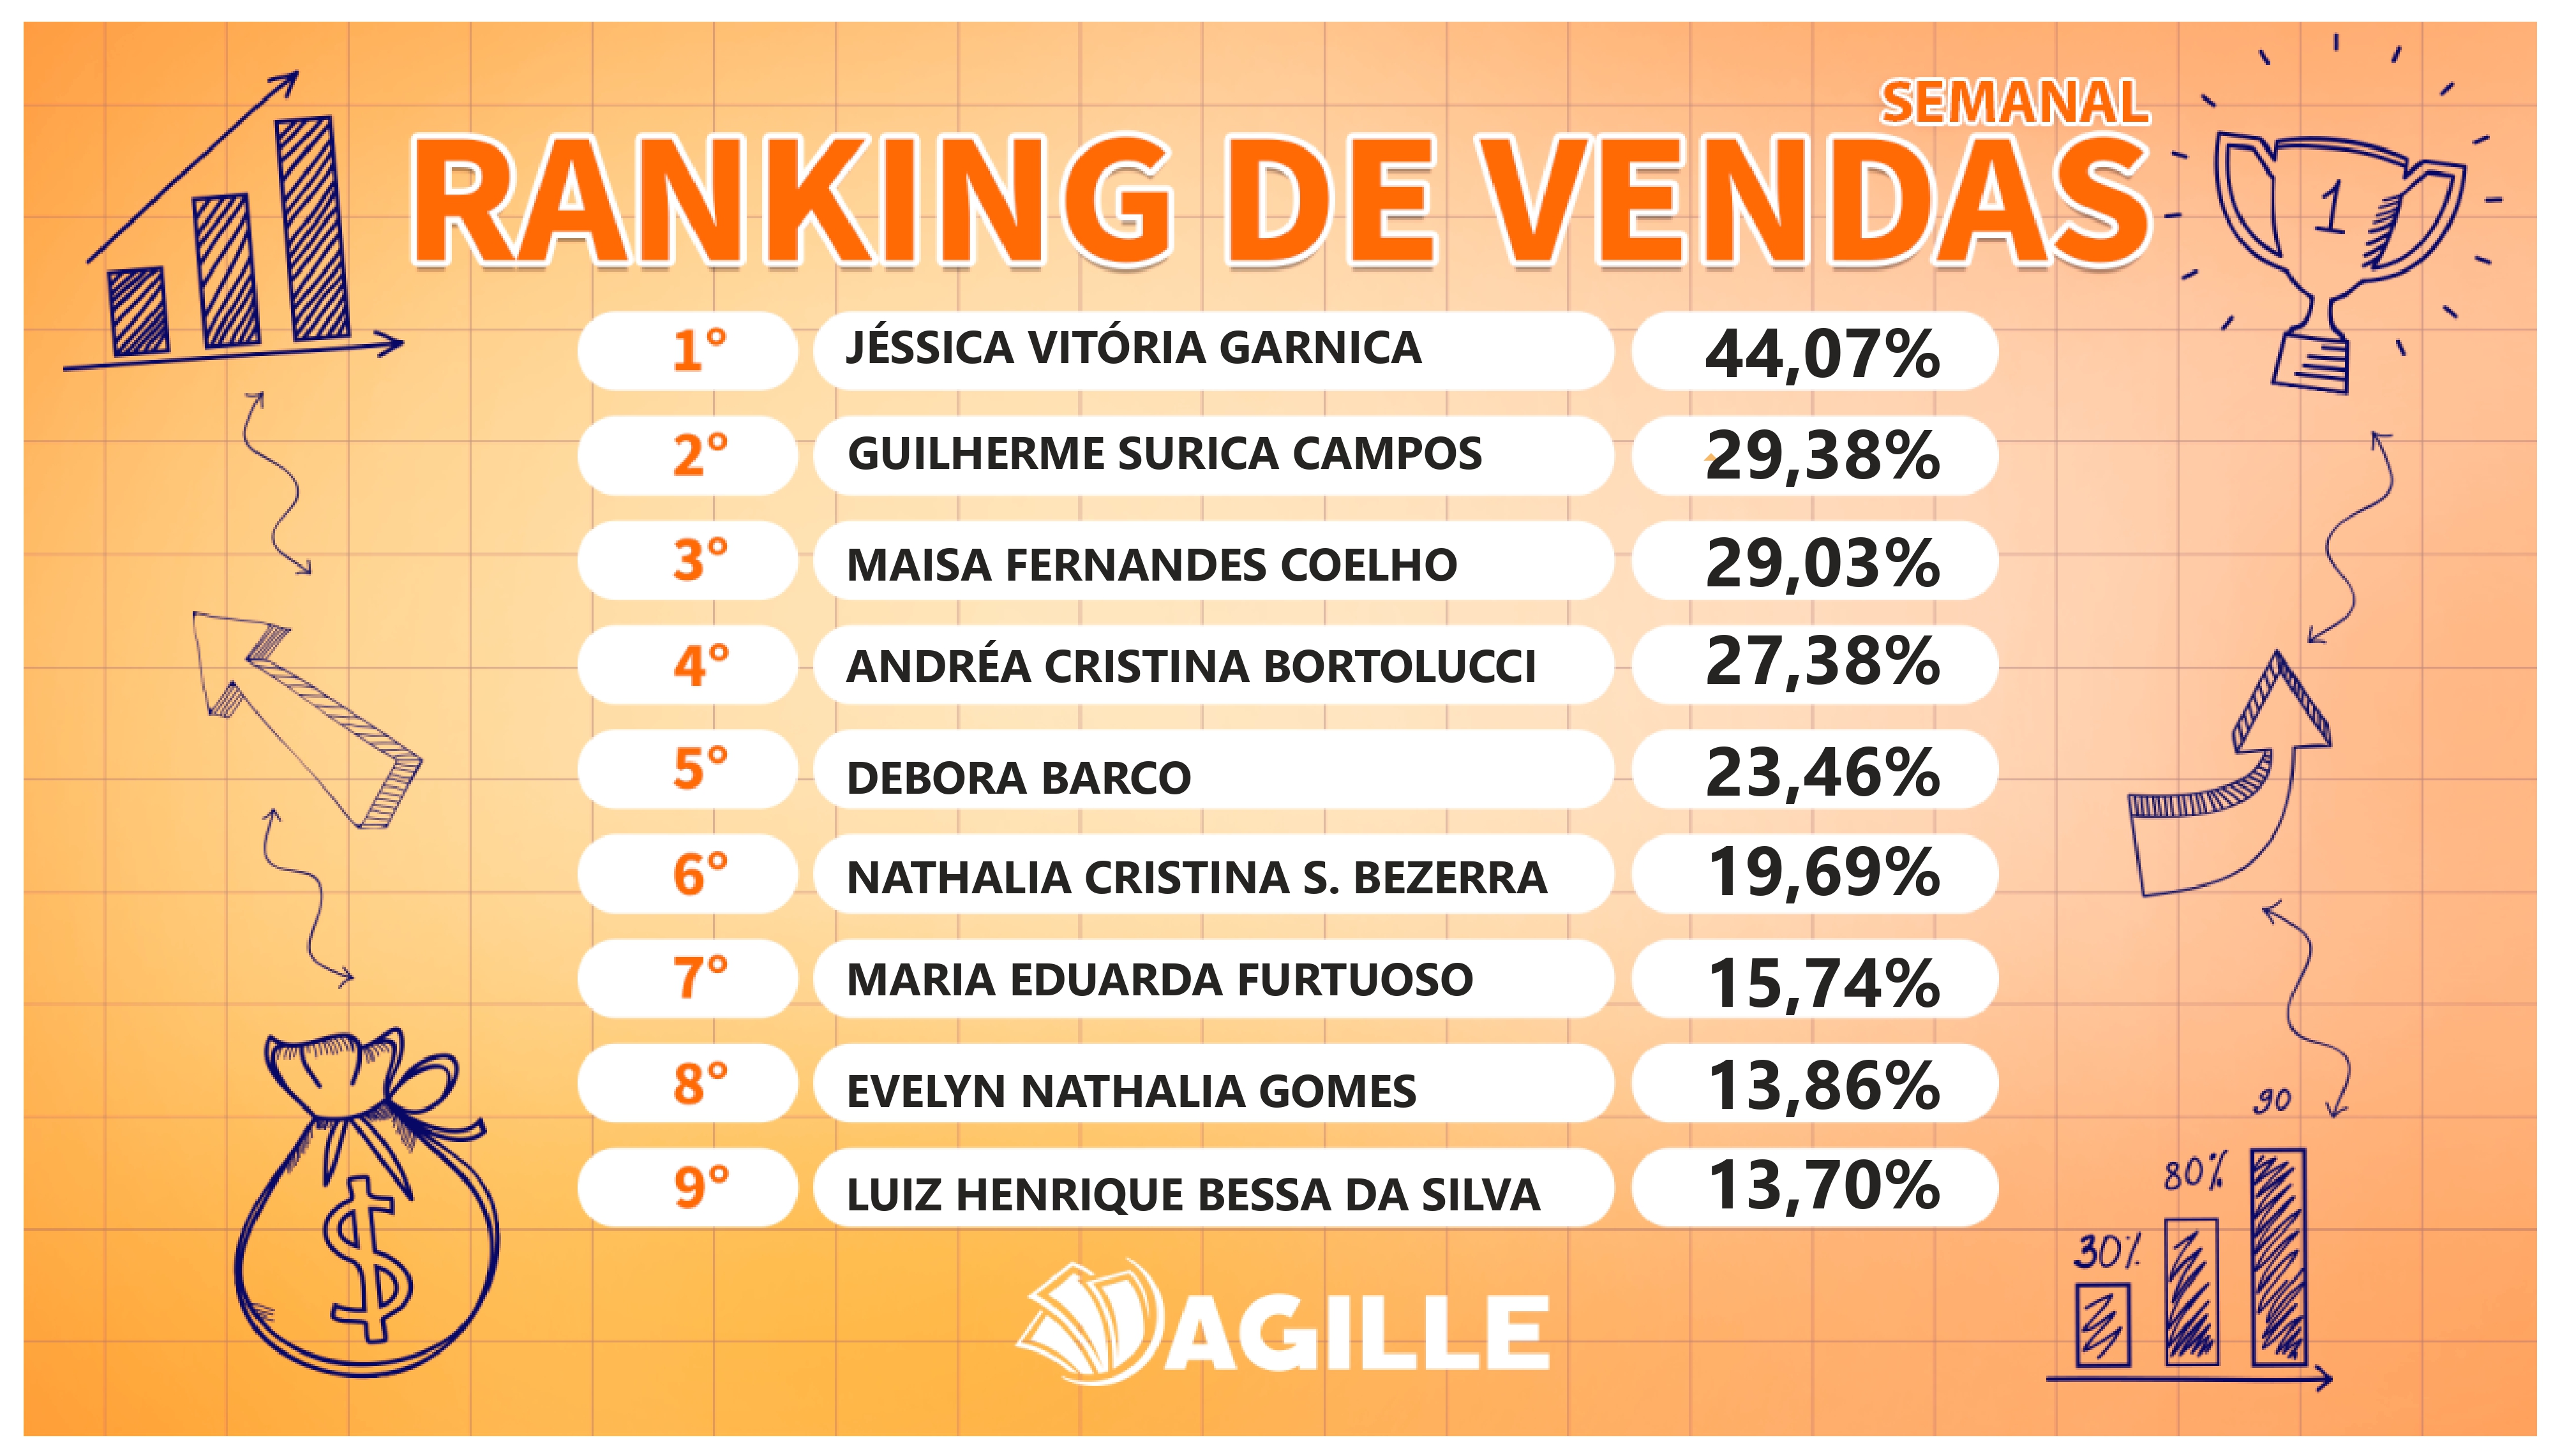 SEMANAL
RANKING DE VENDAS
1
1° JÉSSICA VITÓRIA GARNICA 44,07%
2° GUILHERME SURICA CAMPOS 29,38%
3° MAISA FERNANDES COELHO 29,03%
4° ANDRÉA CRISTINA BORTOLUCCI 27,38%
5° DEBORA BARCO 23,46%
6° NATHALIA CRISTINA S. BEZERRA 19,69%
7° MARIA EDUARDA FURTUOSO 15,74%
8° EVELYN NATHALIA GOMES 13,86%
9° LUIZ HENRIQUE BESSA DA SILVA 13,70%
$
30%
80%
90
AGILLE